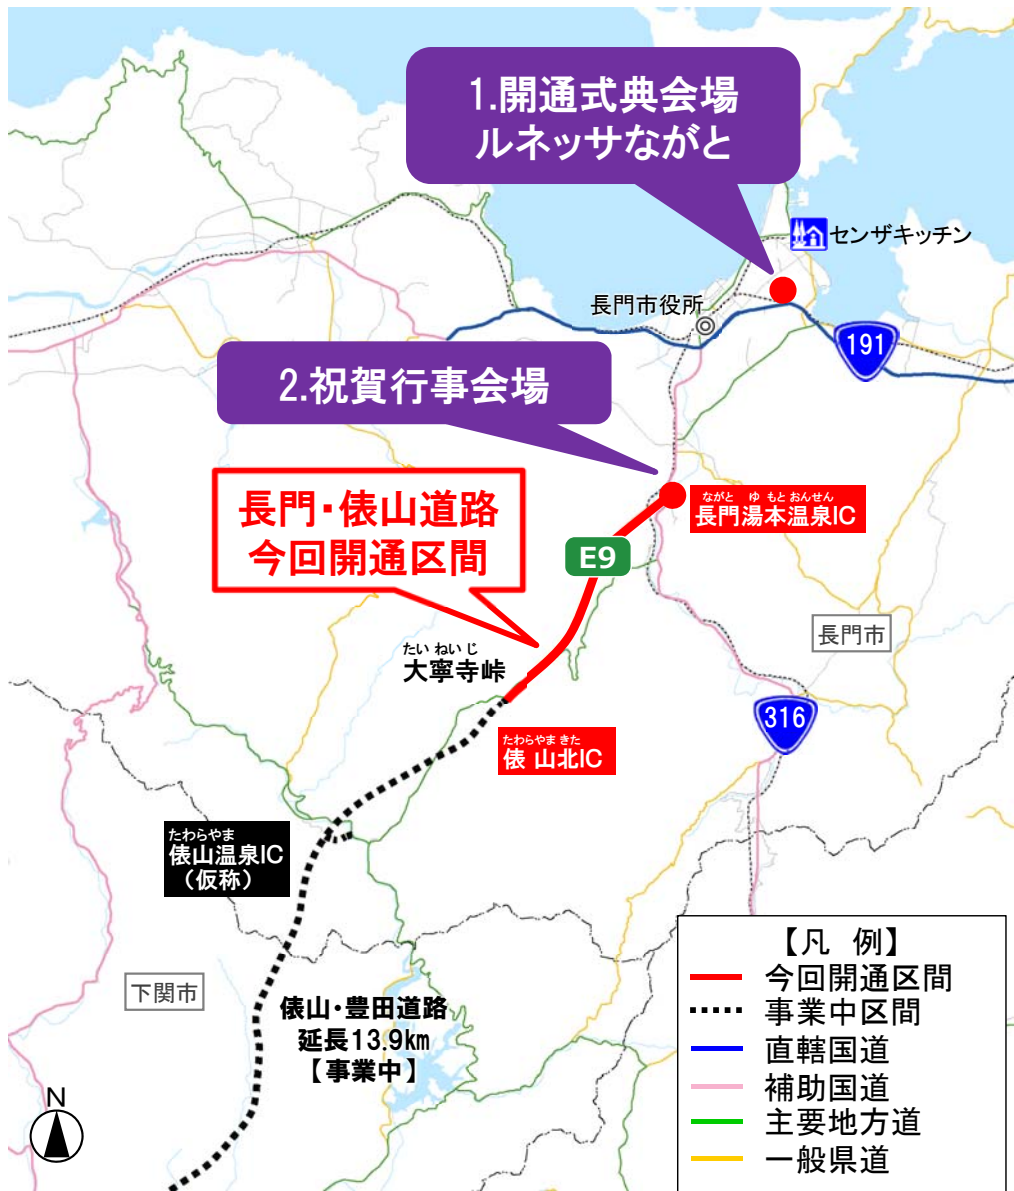 1.開通式典会場
ルネッサながと
センザキッチン
長門市役所
191
2.祝賀行事会場
長門・俵山道路
今回開通区間
ながと ゆ もと おんせん
長門湯本温泉IC
E9
長門市
たい ねい じ
大寧寺峠
316
たわらやま きた
俵 山北IC
たわらやま
俵山温泉IC
（仮称）
下関市
俵山・豊田道路
延長13.9km
【事業中】
N
【凡 例】
今回開通区間
事業中区間
直轄国道
補助国道
主要地方道
一般県道